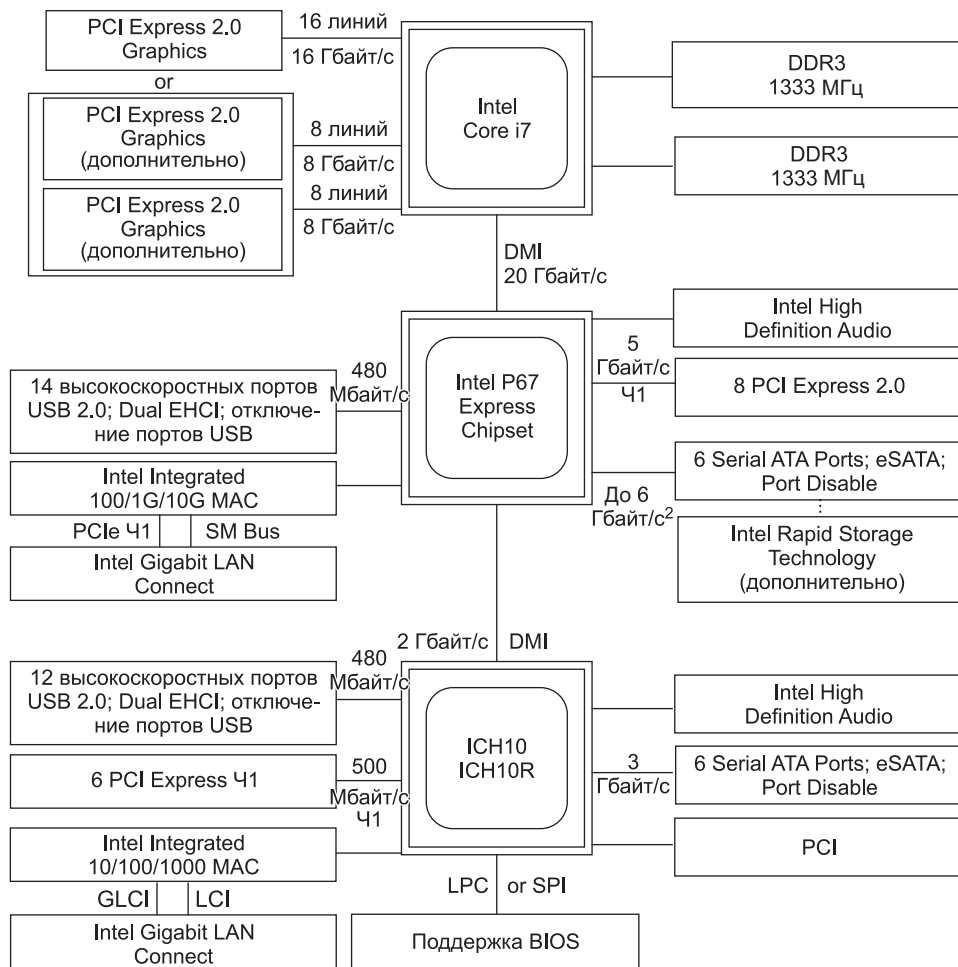 PCI Express 2.0
Graphics
16 линий
16 Гбайт/с
or
PCI Express 2.0
Graphics
(дополнительно)
8 линий
8 Гбайт/с
PCI Express 2.0
Graphics
(дополнительно)
8 линий
8 Гбайт/с
Intel
Core i7
DDR3
1333 МГц
DDR3
1333 МГц
DMI
20 Гбайт/с
14 высокоскоростных портов
USB 2.0; Dual EHCI; отключе-
ние портов USB
480
Мбайт/с
Intel Integrated
100/1G/10G MAC
PCIe Ч1
SM Bus
Intel Gigabit LAN
Connect
Intel P67
Express
Chipset
Intel High
Definition Audio
5
Гбайт/с
Ч1
8 PCI Express 2.0
6 Serial ATA Ports; eSATA;
Port Disable
До 6
Гбайт/с2
Intel Rapid Storage
Technology
(дополнительно)
2 Гбайт/с
DMI
12 высокоскоростных портов
USB 2.0; Dual EHCI; отключе-
ние портов USB
480
Мбайт/с
6 PCI Express Ч1
500
Мбайт/с
Ч1
Intel Integrated
10/100/1000 MAC
GLCI
LCI
Intel Gigabit LAN
Connect
ICH10
ICH10R
Intel High
Definition Audio
3
Гбайт/с
6 Serial ATA Ports; eSATA;
Port Disable
PCI
LPC
or SPI
Поддержка BIOS